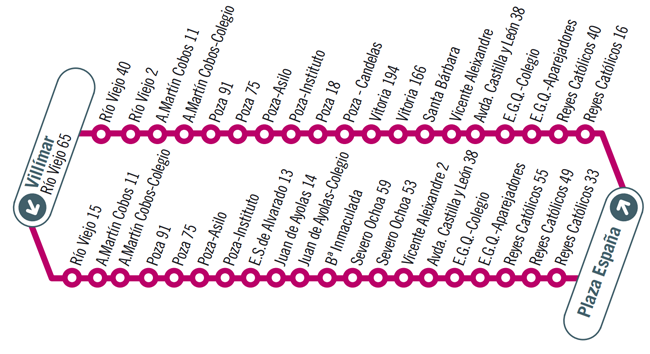 Villímar
Río Viejo 65
Río Viejo 40
Río Viejo 2
A.Martín Cobos 11
A.Martín Cobos-Colegio
Poza 91
Poza 75
Poza-Asilo
Poza-Instituto
Poza 18
Poza - Candelas
Vitoria 194
Vitoria 166
Santa Bárbara
Vicente Aleixandre
Avda. Castilla y León 38
E.G.Q.-Colegio
E.G.Q.-Aparejadores
Reyes Católicos 40
Reyes Católicos 16
Río Viejo 15
A.Martín Cobos 11
A.Martín Cobos-Colegio
Poza 91
Poza 75
Poza-Asilo
Poza-Instituto
E.S.de Alvarado 13
Juan de Ayolas 14
Juan de Ayolas-Colegio
Bª Inmaculada
Severo Ochoa 59
Severo Ochoa 53
Vicente Aleixandre 2
Avda. Castilla y León 38
E.G.Q.-Colegio
E.G.Q.-Aparejadores
Reyes Católicos 55
Reyes Católicos 49
Reyes Católicos 33
Plaza España